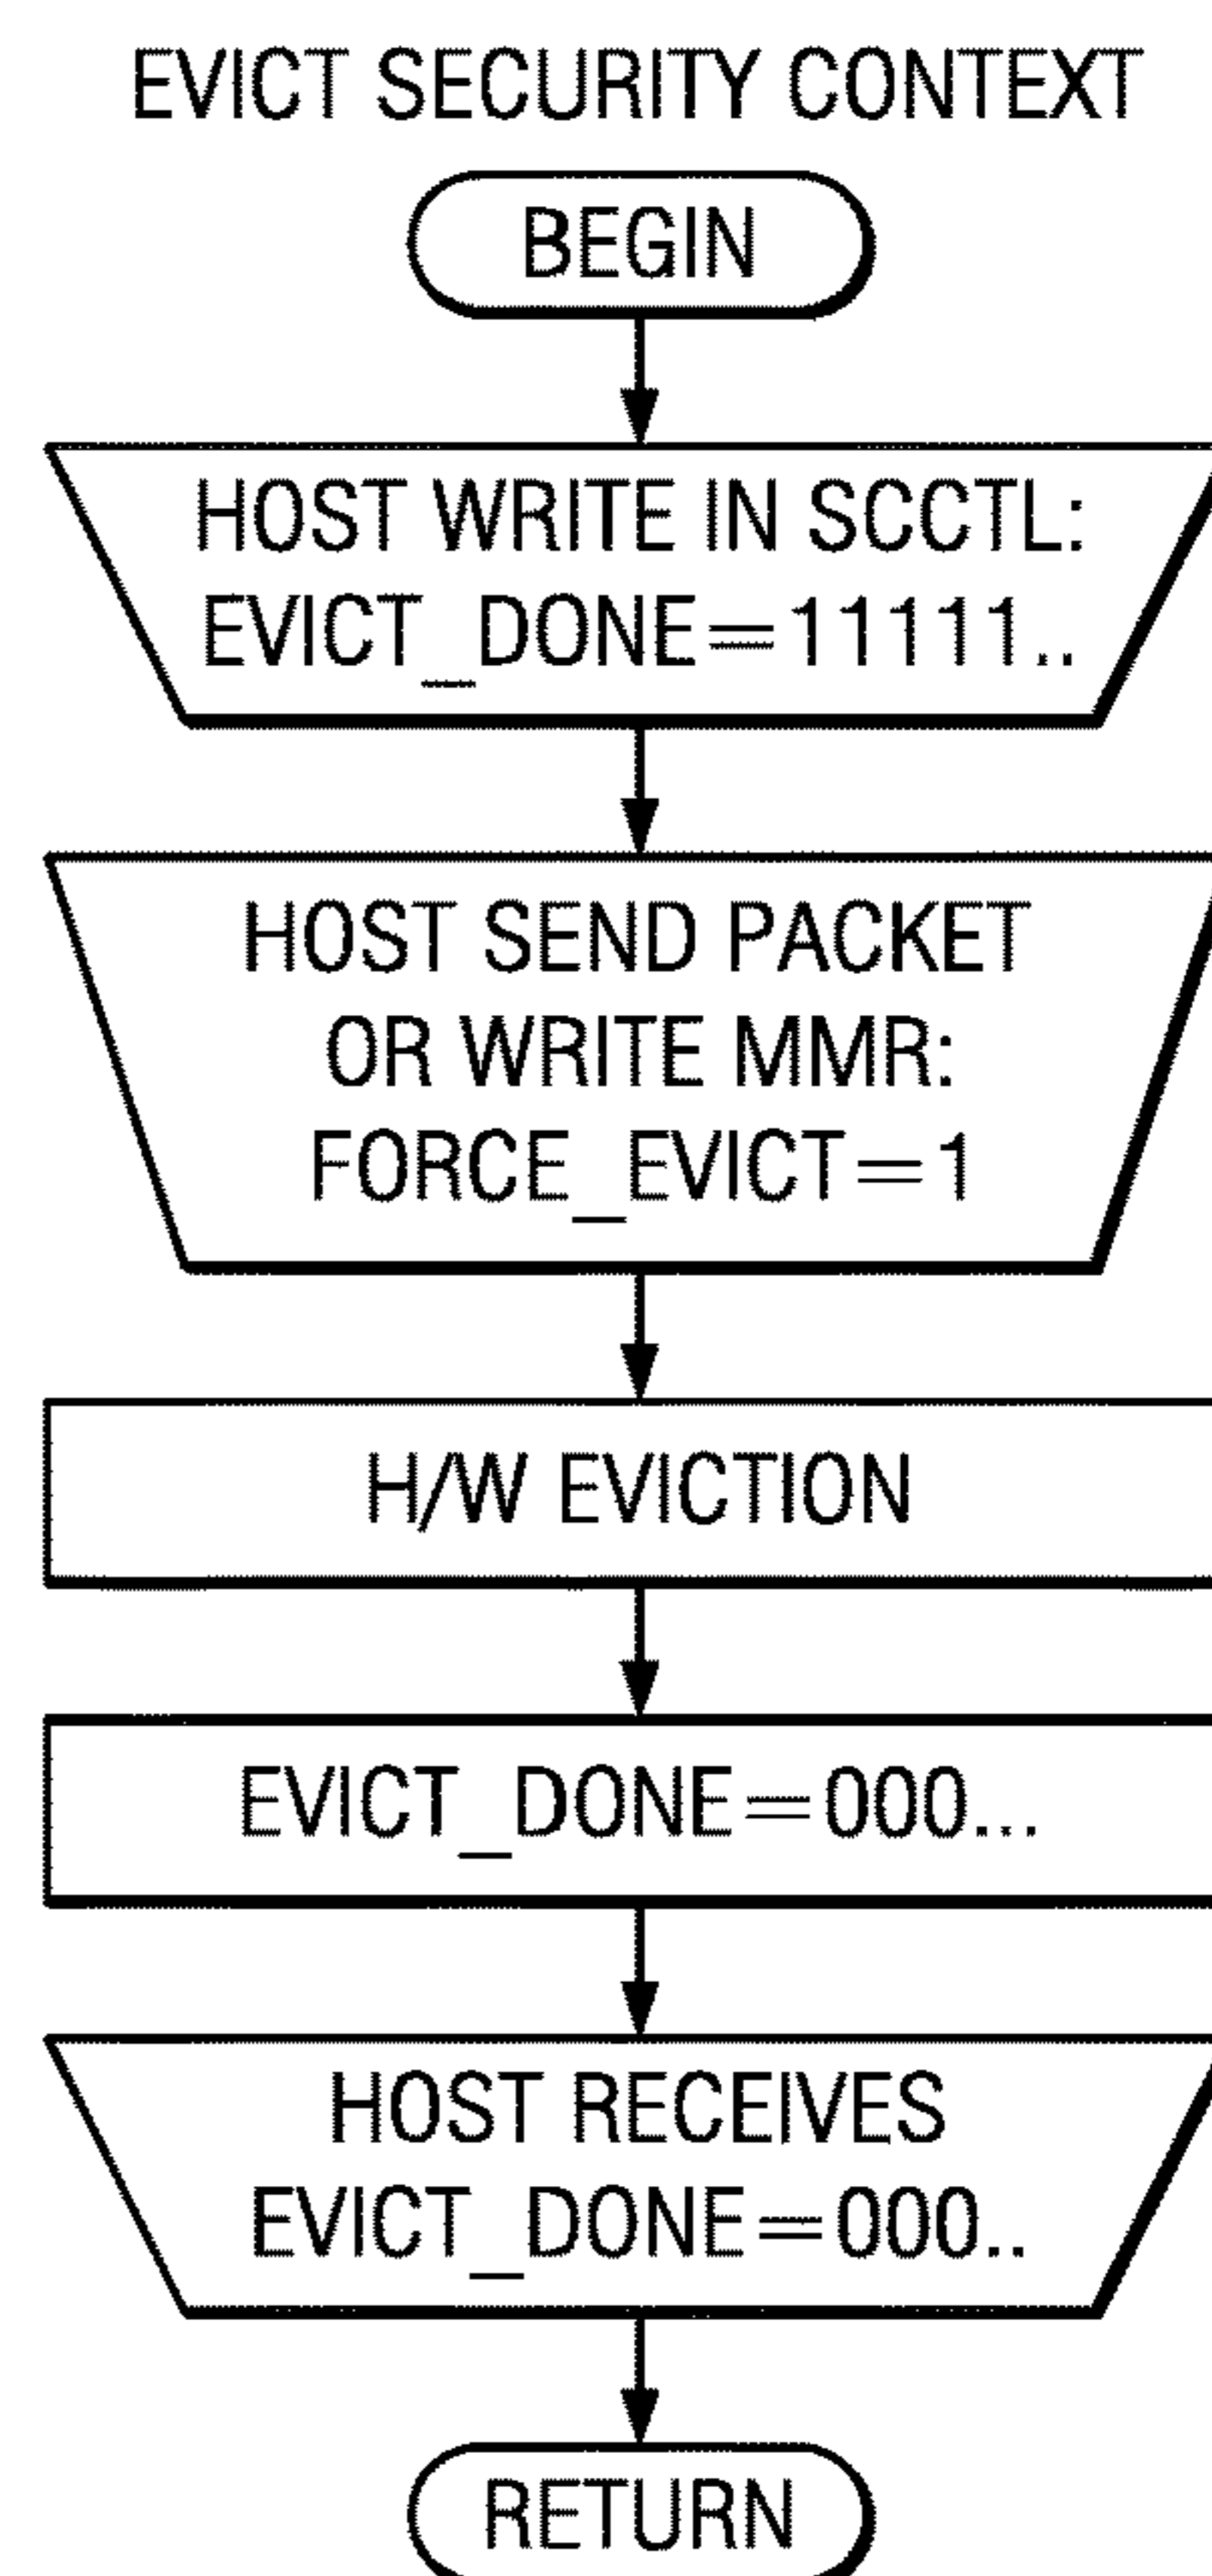 EVICT SECURITY CONTEXT
BEGIN
HOST WRITE IN SCCTL:
EVICT_DONE=11111..
HOST SEND PACKET
OR WRITE MMR:
FORCE_EVICT=1
H/W EVICTION
EVICT_DONE=000...
HOST RECEIVES
EVICT_DONE=000..
RETURN